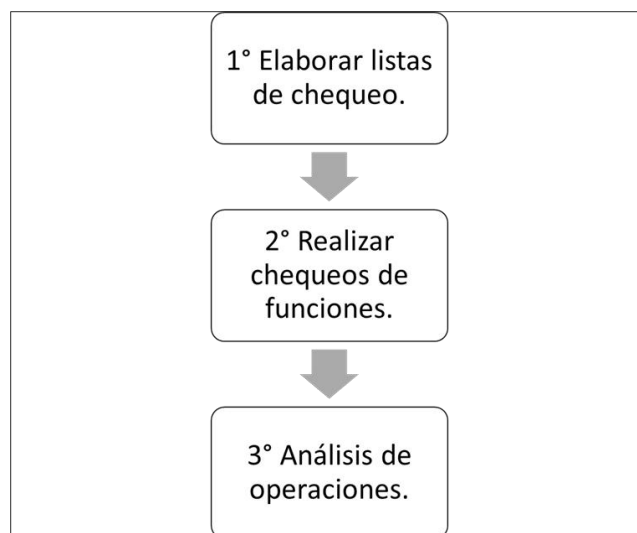 1° Elaborar listas
de chequeo.
2° Realizar
chequeos de
funciones.
3° Análisis de
operaciones.